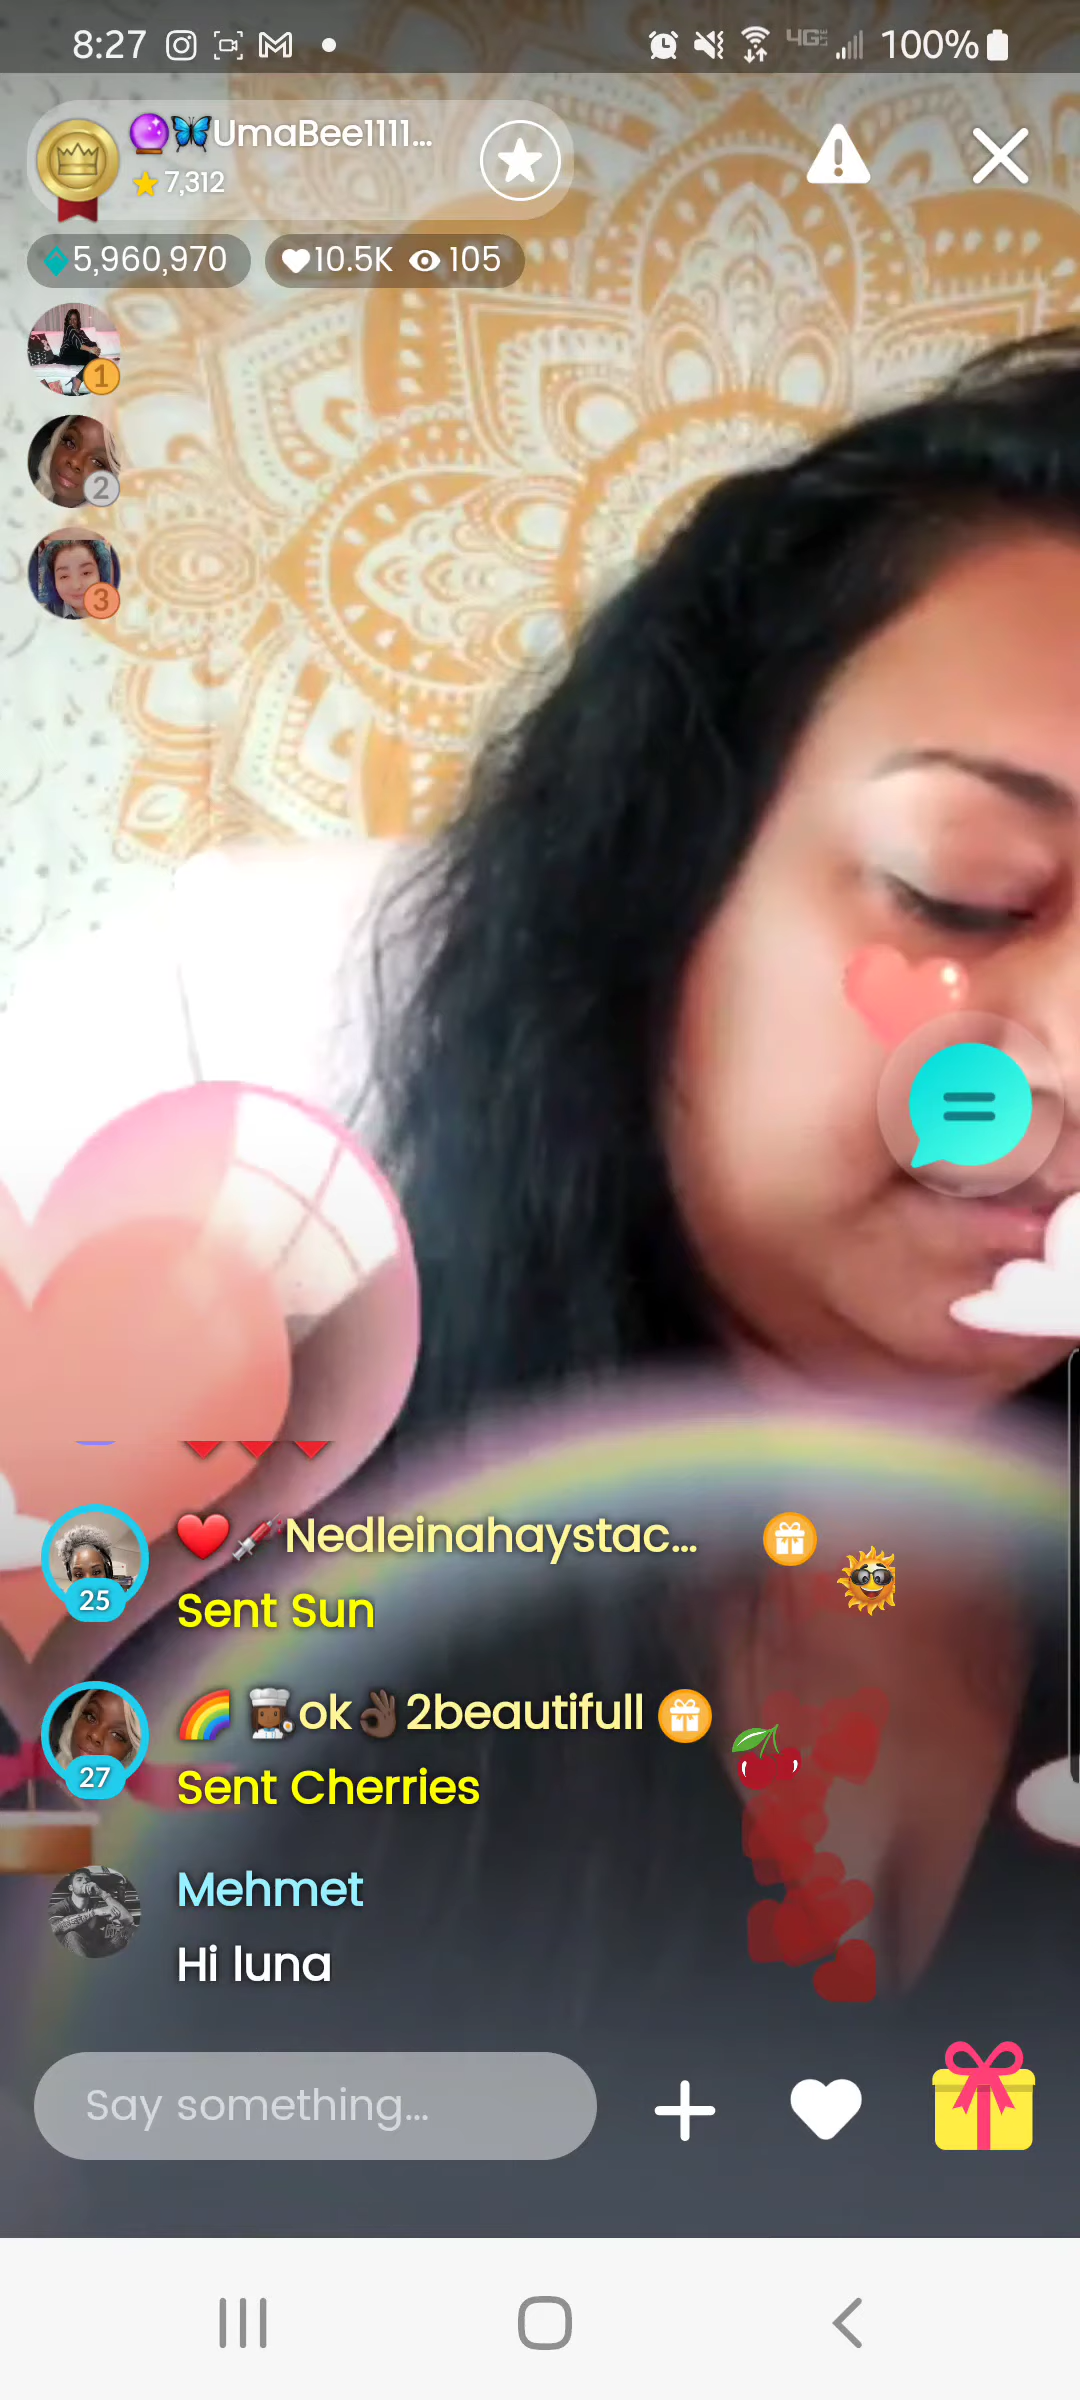 8:27 4GE 100%
🔮🦋UmaBee1111...
7,312
5,960,970 10.5K 105
1
2
3
❤️💉Nedleinahaystac...
25
Sent Sun
🌈 👩🏾‍🍳ok👌🏿2beautifull
27
Sent Cherries
Mehmet
Hi luna
Say something...